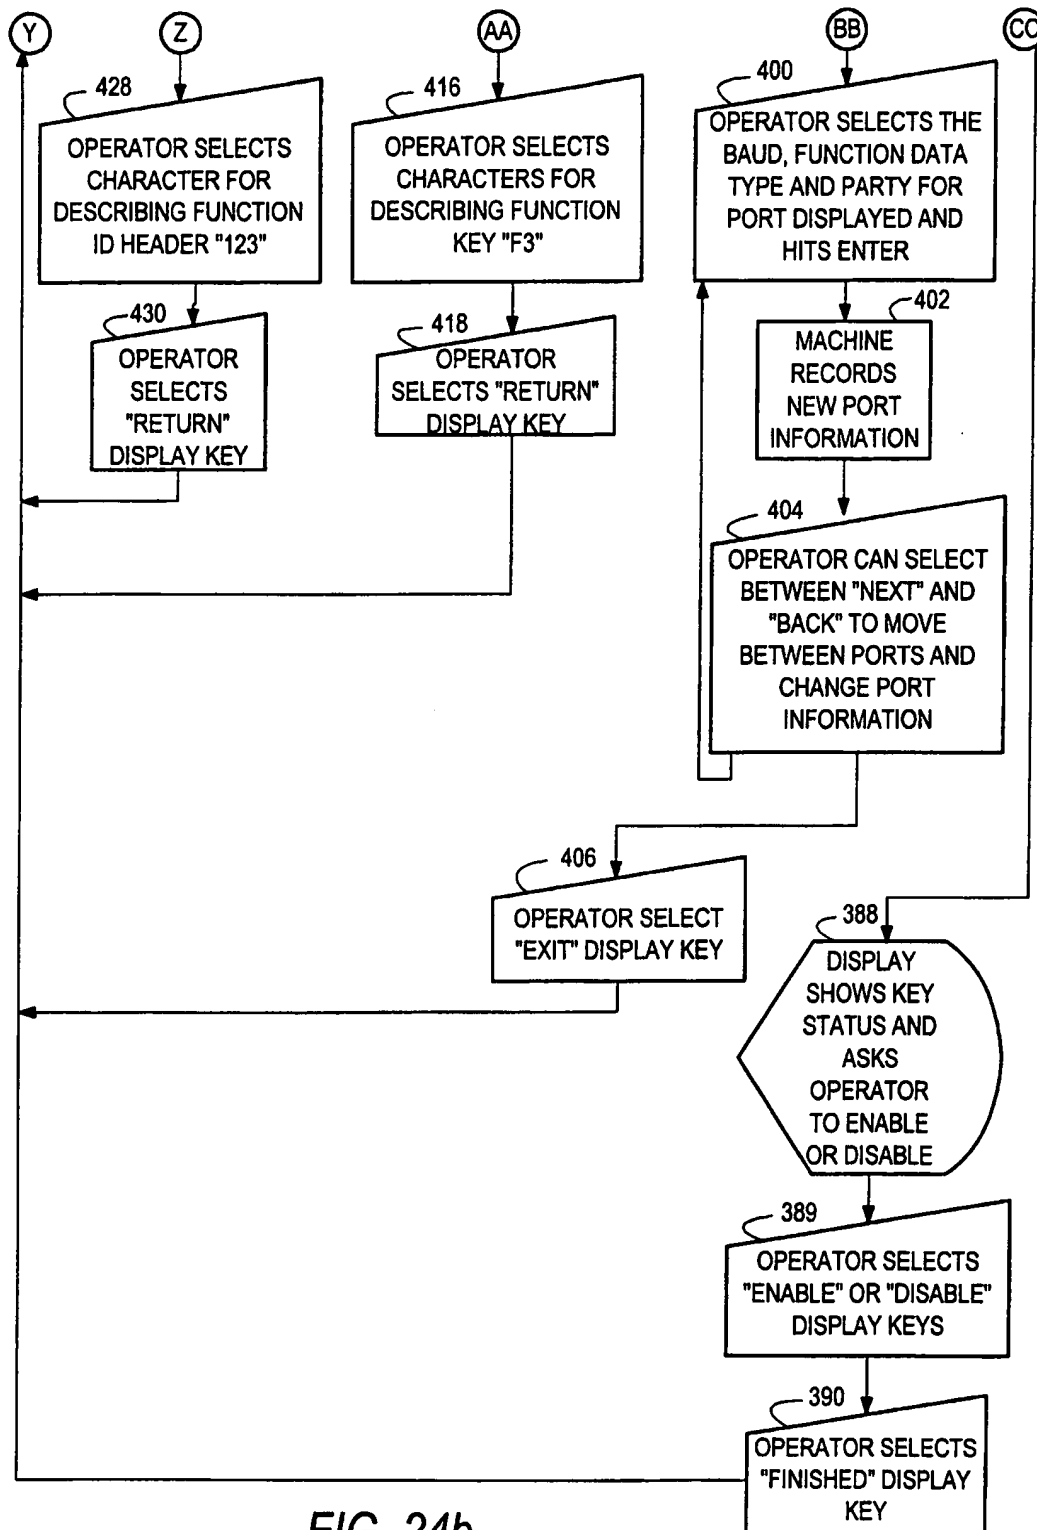 Y
Z
AA
BB
CC
428
OPERATOR SELECTS
CHARACTER FOR
DESCRIBING FUNCTION
ID HEADER "123"
416
OPERATOR SELECTS
CHARACTERS FOR
DESCRIBING FUNCTION
KEY "F3"
400
OPERATOR SELECTS THE
BAUD, FUNCTION DATA
TYPE AND PARTY FOR
PORT DISPLAYED AND
HITS ENTER
430
OPERATOR
SELECTS
"RETURN"
DISPLAY KEY
418
OPERATOR
SELECTS "RETURN"
DISPLAY KEY
402
MACHINE
RECORDS
NEW PORT
INFORMATION
404
OPERATOR CAN SELECT
BETWEEN "NEXT" AND
"BACK" TO MOVE
BETWEEN PORTS AND
CHANGE PORT
INFORMATION
406
OPERATOR SELECT
"EXIT" DISPLAY KEY
388
DISPLAY
SHOWS KEY
STATUS AND
ASKS
OPERATOR
TO ENABLE
OR DISABLE
389
OPERATOR SELECTS
"ENABLE" OR "DISABLE"
DISPLAY KEYS
390
OPERATOR SELECTS
"FINISHED" DISPLAY
KEY
FIG. 24b